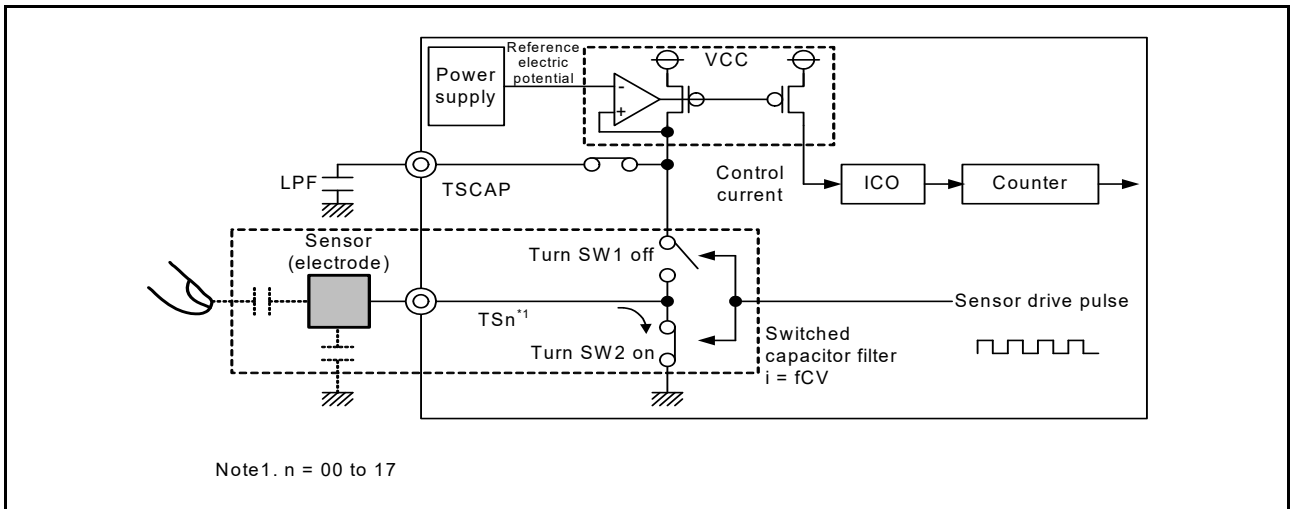 Power
supply
Reference
electric
potential
VCC
-
+
LPF
TSCAP
Control
current
ICO
Counter
Sensor
(electrode)
Turn SW1 off
TSn*1
Turn SW2 on
Sensor drive pulse
Switched
capacitor filter
i = fCV
Note1. n = 00 to 17